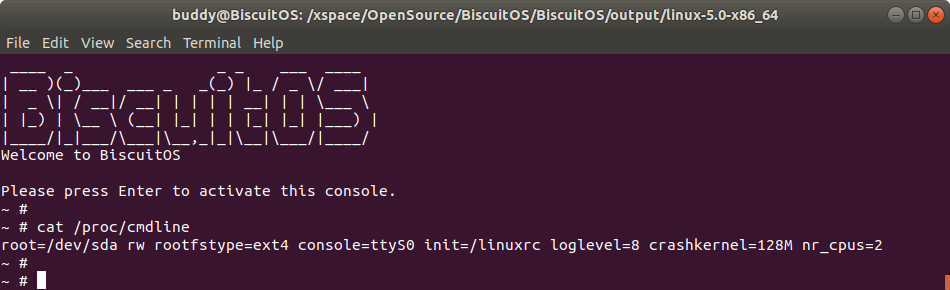 buddy@BiscuitOS: /xspace/OpenSource/BiscuitOS/BiscuitOS/output/linux-5.0-x86_64
File Edit View Search Terminal Help
BiscuitOS
Welcome to BiscuitOS
Please press Enter to activate this console.
~ #
~ # cat /proc/cmdline
root=/dev/sda rw rootfstype=ext4 console=ttyS0 init=/linuxrc loglevel=8 crashkernel=128M nr_cpus=2
~ #
~ #